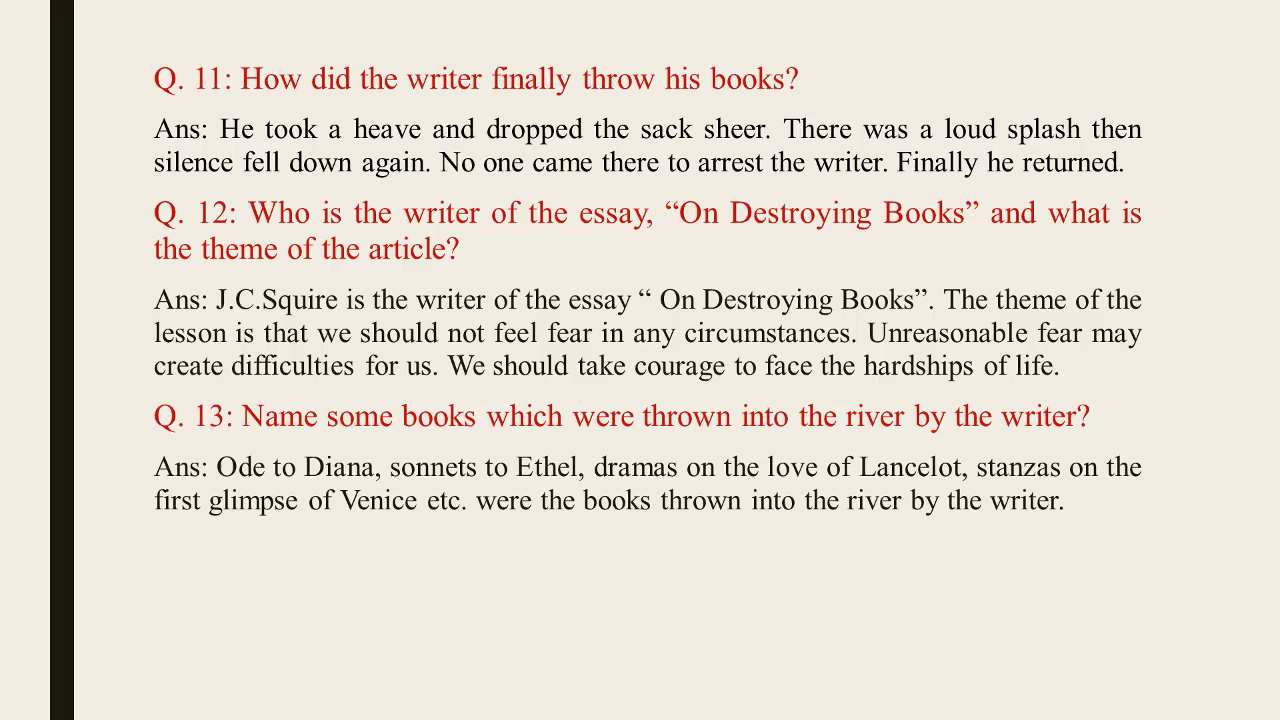 Q. 11: How did the writer finally throw his books?
Ans: He took a heave and dropped the sack sheer. There was a loud splash then
silence fell down again. No one came there to arrest the writer. Finally he returned.
Q. 12: Who is the writer of the essay, “On Destroying Books” and what is
the theme of the article?
Ans: J.C.Squire is the writer of the essay “ On Destroying Books”. The theme of the
lesson is that we should not feel fear in any circumstances. Unreasonable fear may
create difficulties for us. We should take courage to face the hardships of life.
Q. 13: Name some books which were thrown into the river by the writer?
Ans: Ode to Diana, sonnets to Ethel, dramas on the love of Lancelot, stanzas on the
first glimpse of Venice etc. were the books thrown into the river by the writer.